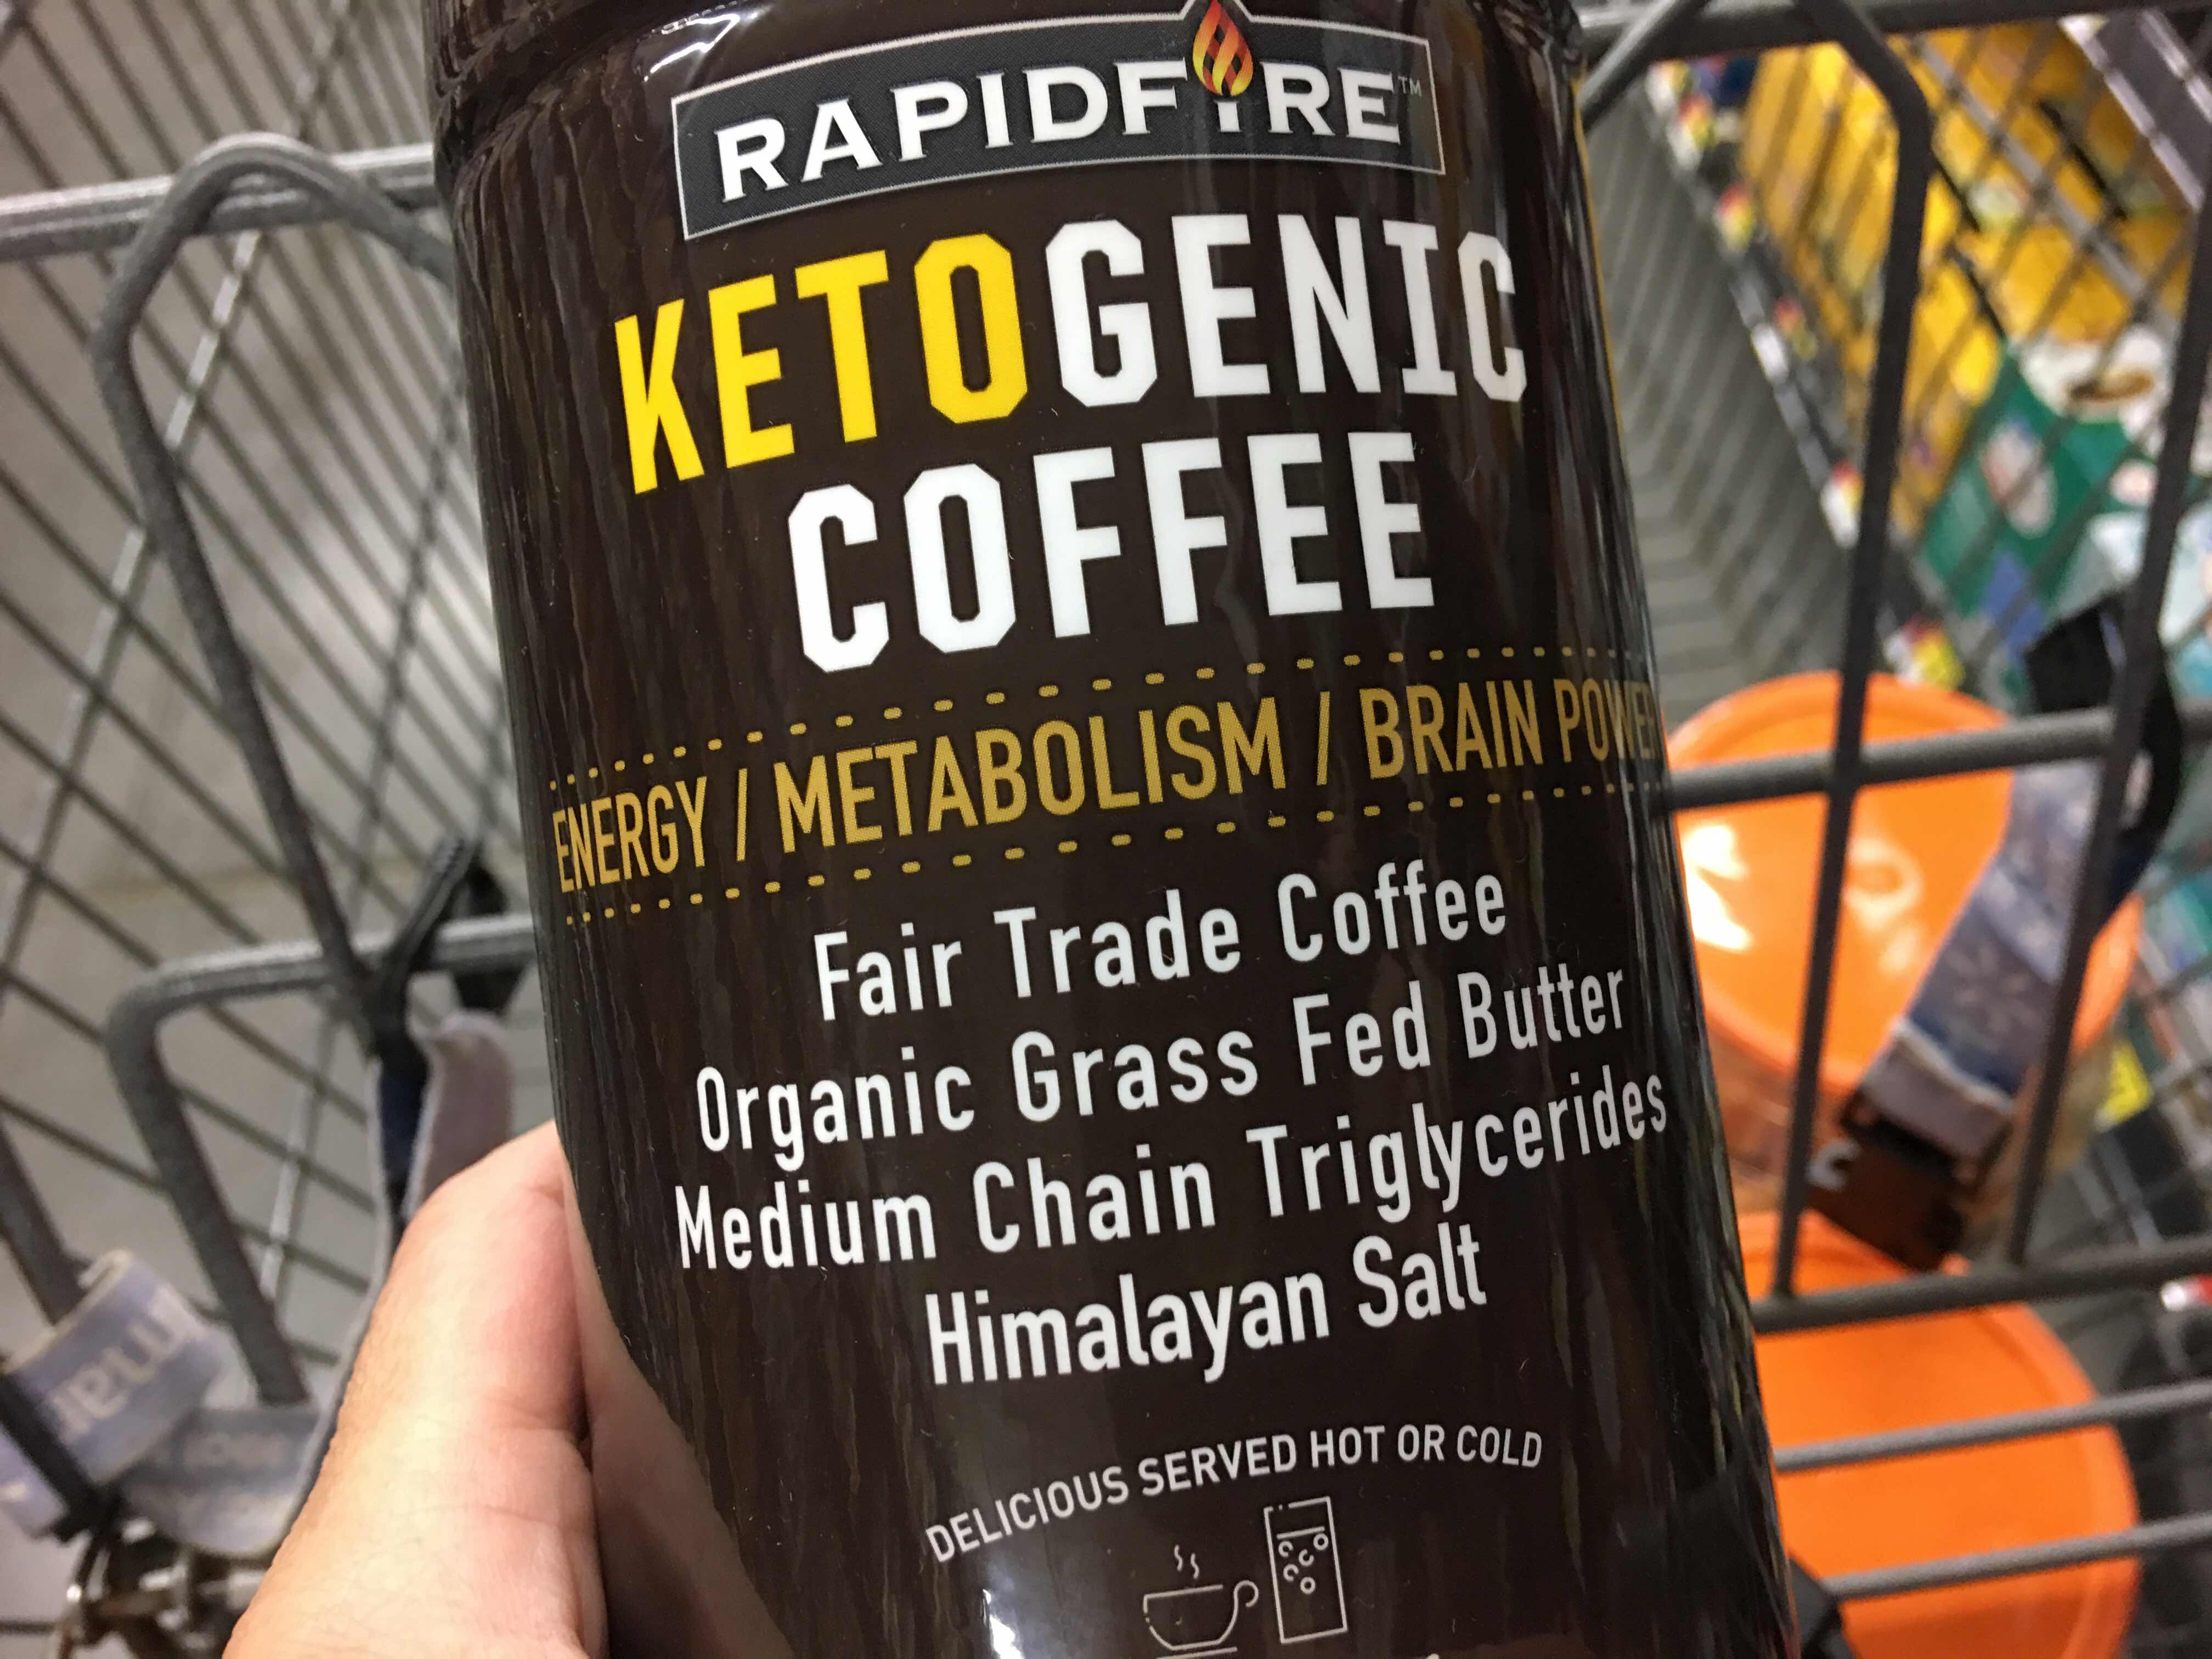 RAPIDFIRE™
KETOGENIC
COFFEE
ENERGY / METABOLISM / BRAIN POWER
Fair Trade Coffee
Organic Grass Fed Butter
Medium Chain Triglycerides
Himalayan Salt
DELICIOUS SERVED HOT OR COLD